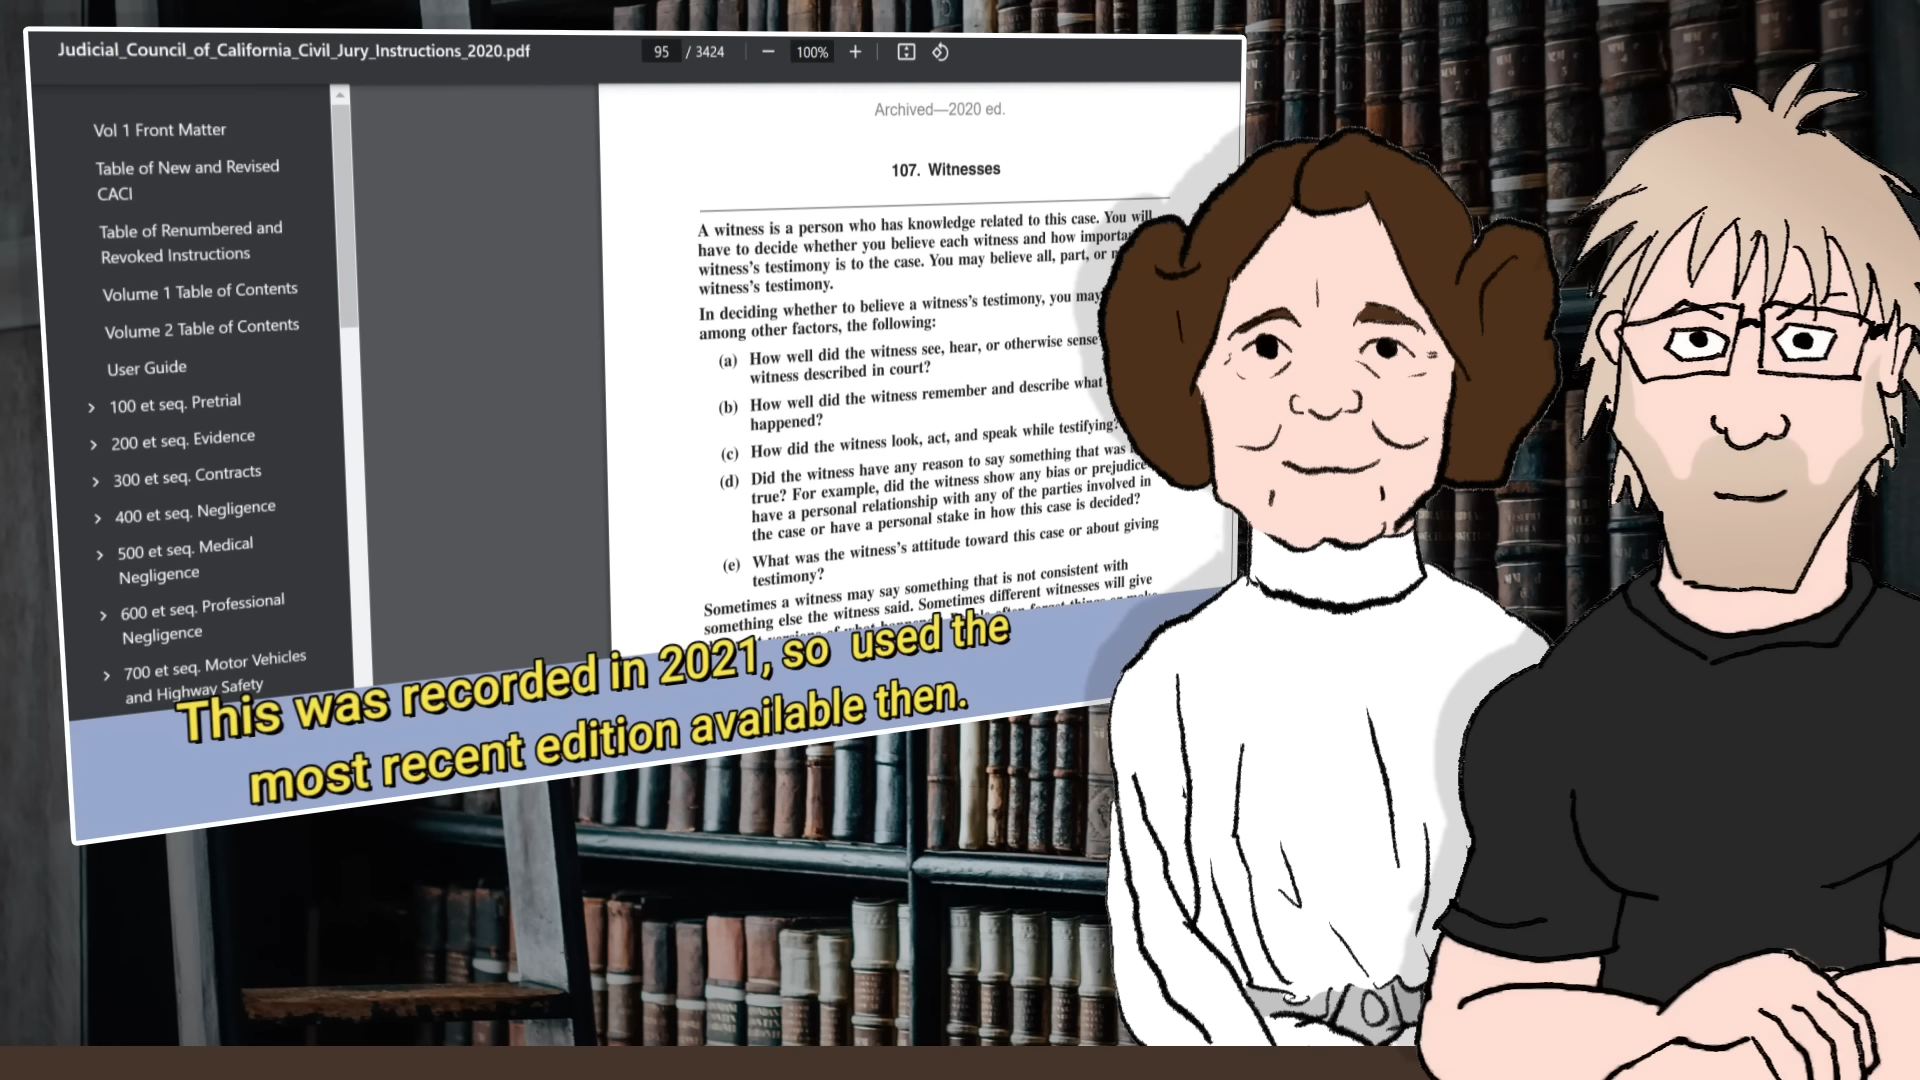 Judicial_Council_of_California_Civil_Jury_Instructions_2020.pdf
95 / 3424
100%
Vol 1 Front Matter
Table of New and Revised
CACI
Table of Renumbered and
Revoked Instructions
Volume 1 Table of Contents
Volume 2 Table of Contents
User Guide
100 et seq. Pretrial
200 et seq. Evidence
300 et seq. Contracts
400 et seq. Negligence
500 et seq. Medical
Negligence
600 et seq. Professional
Negligence
700 et seq. Motor Vehicles
and Highway Safety
Archived—2020 ed.
107. Witnesses
A witness is a person who has knowledge related to this case. You will
have to decide whether you believe each witness and how
witness's testimony is to the case. You may believe all, part, or
witness's testimony.
In deciding whether to believe a witness's testimony, you may
among other factors, the following:
(a) How well did the witness see, hear, or otherwise sense
witness described in court?
(b) How well did the witness remember and describe what
happened?
(c) How did the witness look, act, and speak while testifying?
(d) Did the witness have any reason to say something that was
true? For example, did the witness show any bias or prejudice
have a personal relationship with any of the parties involved in
the case or have a personal stake in how this case is decided?
(e) What was the witness's attitude toward this case or about giving
testimony?
Sometimes a witness may say something that is not consistent with
something else the witness said. Sometimes different witnesses will give
This was recorded in 2021, so used the
most recent edition available then.